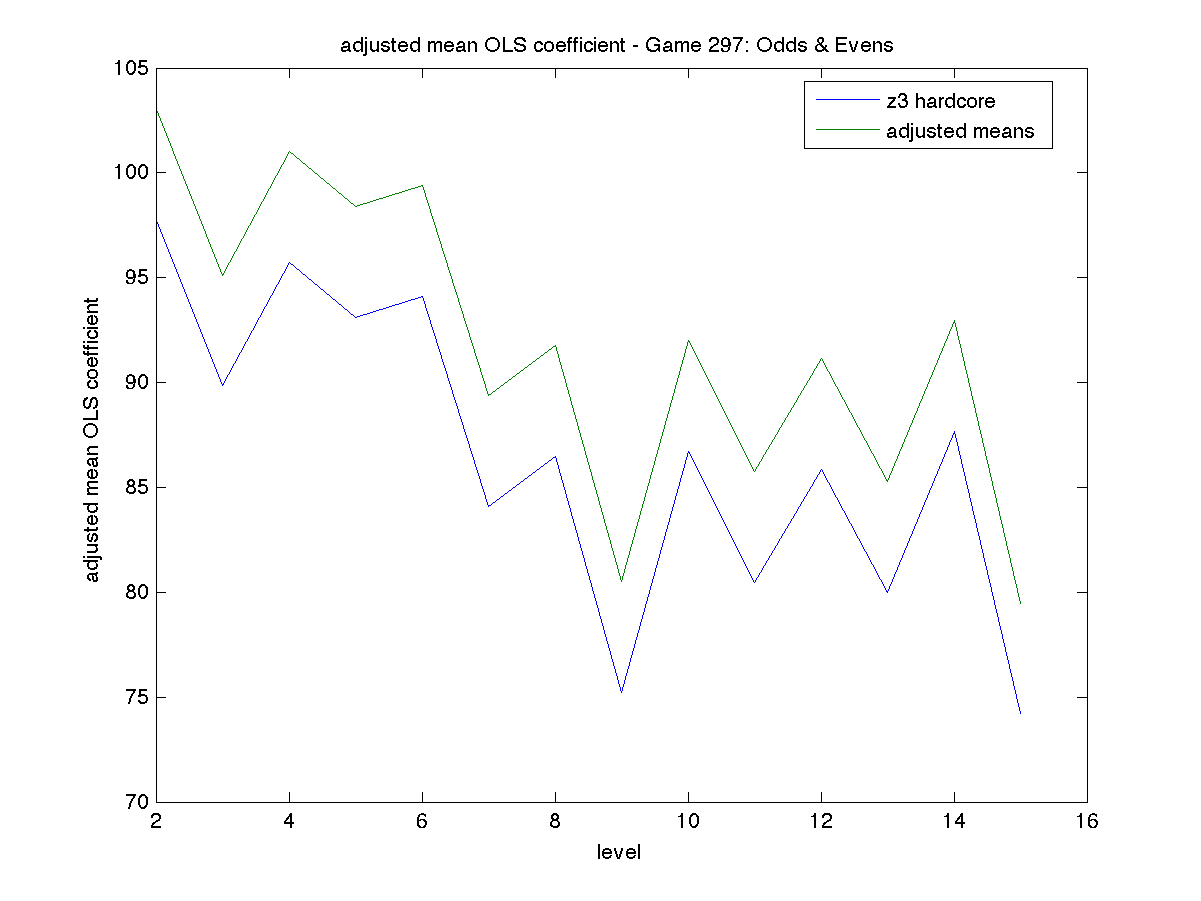 adjusted mean OLS coefficient - Game 297: Odds & Evens
105
100
95
90
85
80
75
70
adjusted mean OLS coefficient
z3 hardcore
adjusted means
2 4 6 8 10 12 14 16
level